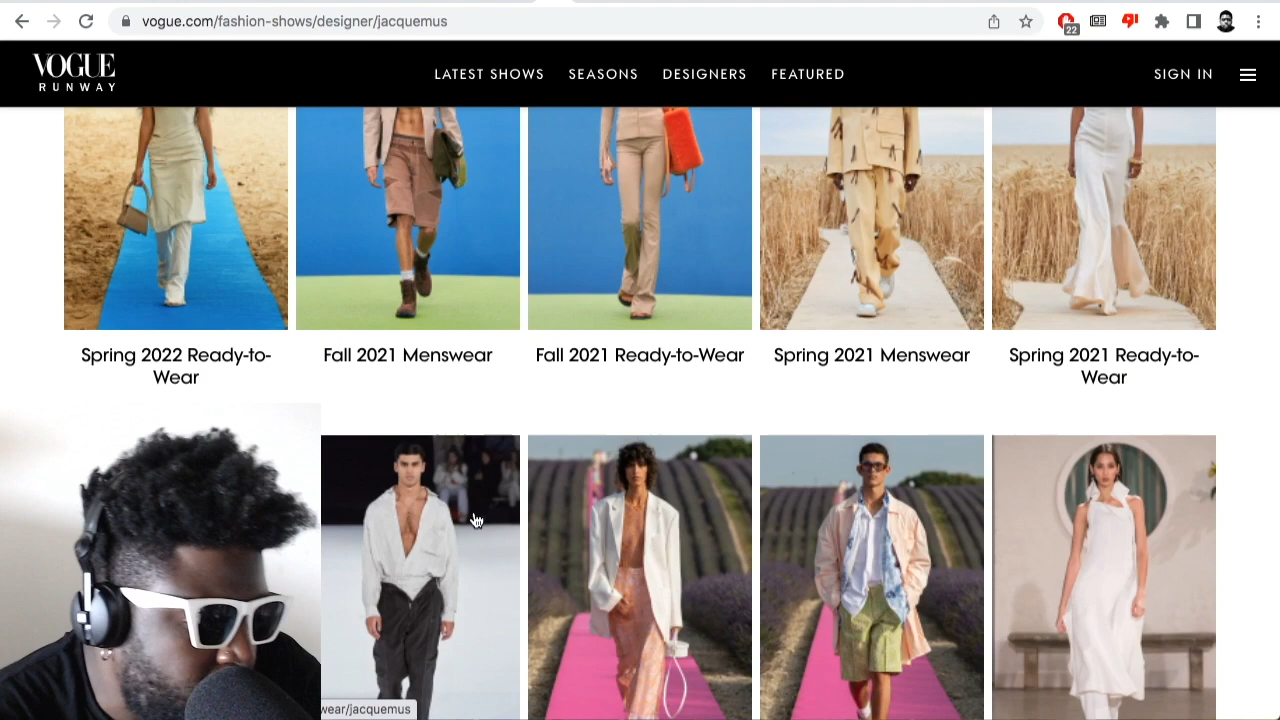 vogue.com/fashion-shows/designer/jacquemus
22
VOGUE
RUNWAY
LATEST SHOWS
SEASONS
DESIGNERS
FEATURED
SIGN IN
Spring 2022 Ready-to-
Wear
Fall 2021 Menswear
Fall 2021 Ready-to-Wear
Spring 2021 Menswear
Spring 2021 Ready-to-
Wear
wear/jacquemus